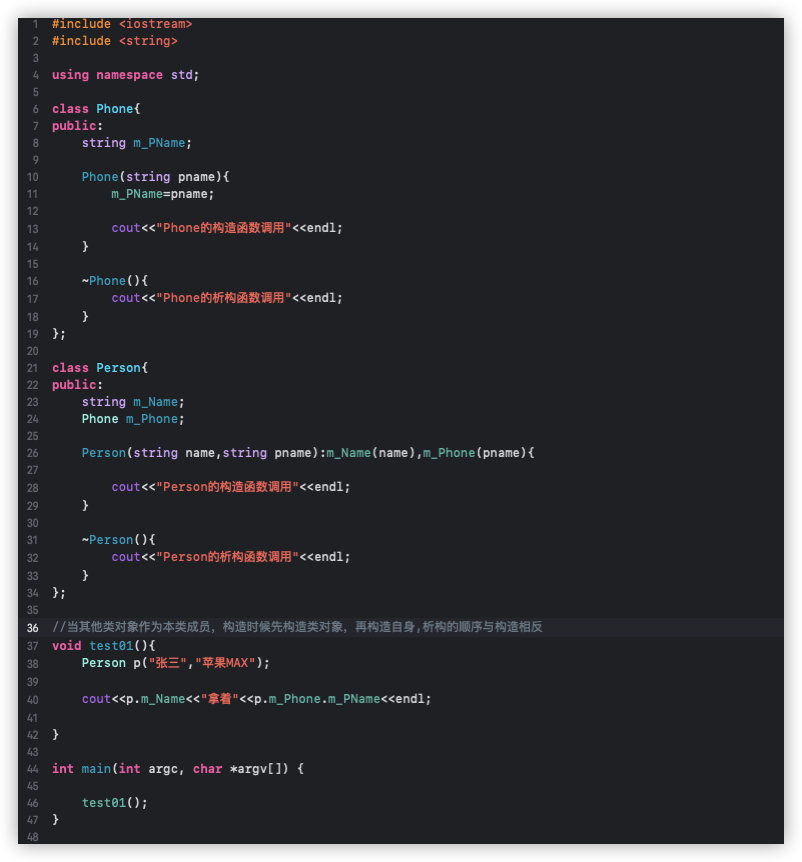 1 #include <iostream>
2 #include <string>
3
4 using namespace std;
5
6 class Phone{
7 public:
8     string m_PName;
9
10     Phone(string pname){
11         m_PName=pname;
12
13         cout<<"Phone的构造函数调用"<<endl;
14     }
15
16     ~Phone(){
17         cout<<"Phone的析构函数调用"<<endl;
18     }
19 };
20
21 class Person{
22 public:
23     string m_Name;
24     Phone m_Phone;
25
26     Person(string name,string pname):m_Name(name),m_Phone(pname){
27
28         cout<<"Person的构造函数调用"<<endl;
29     }
30
31     ~Person(){
32         cout<<"Person的析构函数调用"<<endl;
33     }
34 };
35
36 //当其他类对象作为本类成员，构造时候先构造类对象，再构造自身,析构的顺序与构造相反
37 void test01(){
38     Person p("张三","苹果MAX");
39
40     cout<<p.m_Name<<"拿着"<<p.m_Phone.m_PName<<endl;
41
42 }
43
44 int main(int argc, char *argv[]) {
45
46     test01();
47 }
48